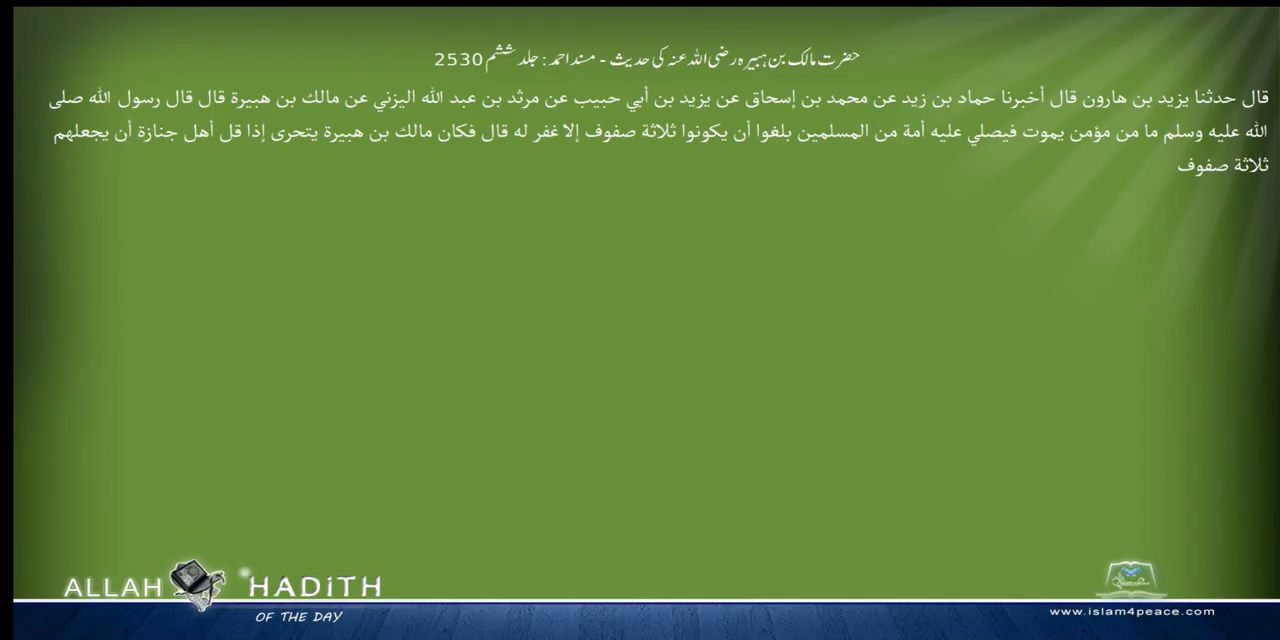 حضرت مالک بن ہبیرہ رضی اللہ عنہ کی حدیث - مسند احمد : جلد ششم 2530
قال حدثنا يزيد بن هارون قال أخبرنا حماد بن زيد عن محمد بن إسحاق عن يزيد بن أبي حبيب عن مرثد بن عبد الله اليزني عن مالك بن هبيرة قال قال رسول الله صلى
الله عليه وسلم ما من مؤمن يموت فيصلي عليه أمة من المسلمين بلغوا أن يكونوا ثلاثة صفوف إلا غفر له قال فكان مالك بن هبيرة يتحرى إذا قل أهل جنازة أن يجعلهم
ثلاثة صفوف
ALLAH HADITH
OF THE DAY
www.islam4peace.com